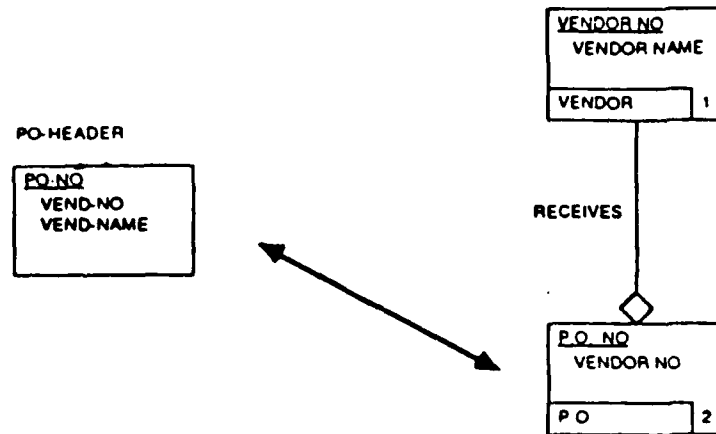 VENDOR NO
VENDOR NAME
VENDOR 1
PO-HEADER
PO-NO
VEND-NO
VEND-NAME
RECEIVES
P.O. NO
VENDOR NO
P O 2